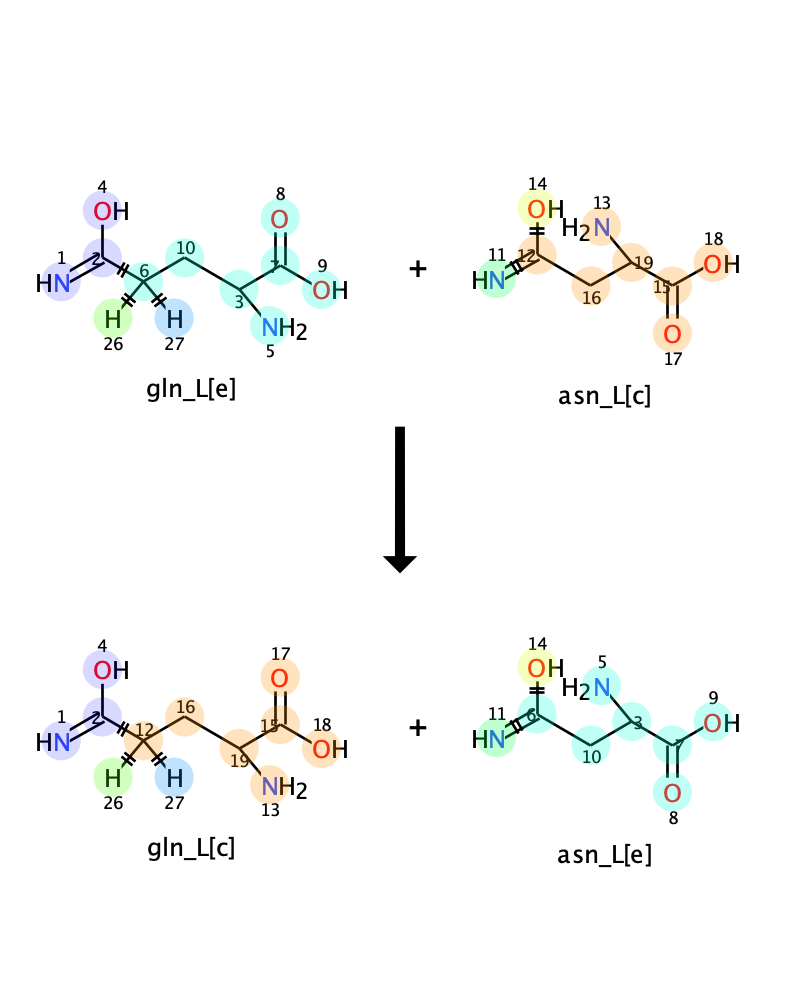 4 8 14 13
OH O OH H2N
1 2 6 10 7 9 11 12 19 18
HN 3 OH + HN 16 15 OH
H H NH2 O
26 27 5 17
gln_L[e] asn_L[c]
4 17 14 5
OH O OH H2N
1 2 12 16 15 18 11 6 3 9
HN 19 OH + HN 10 7 OH
H H NH2 O
26 27 13 8
gln_L[c] asn_L[e]